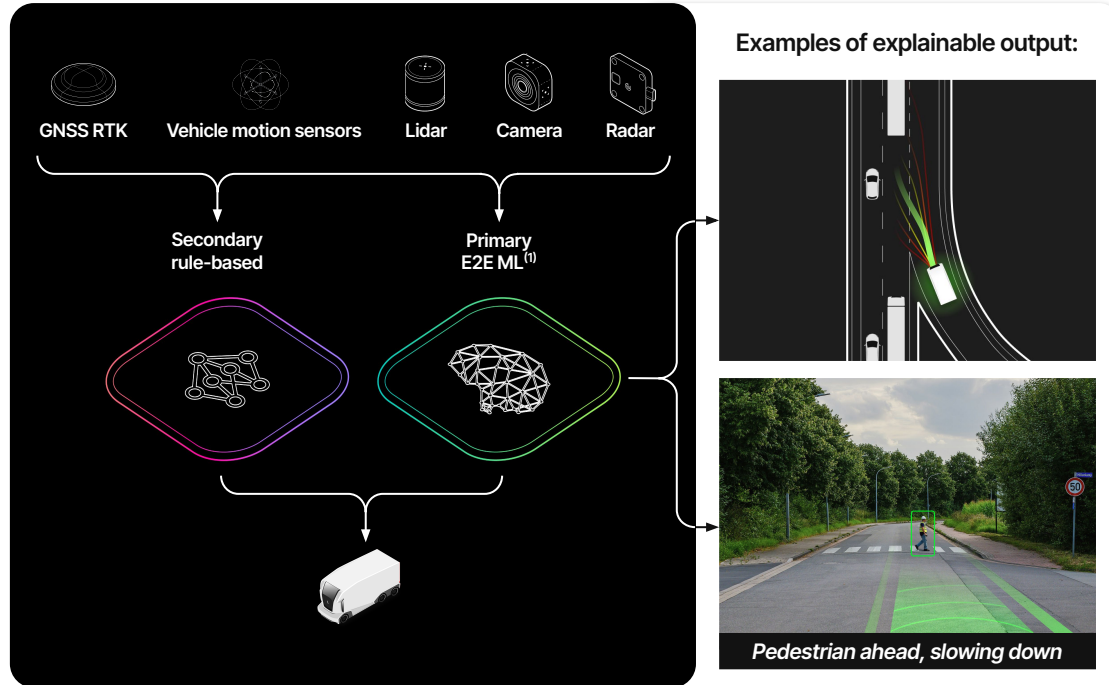 Examples of explainable output:
GNSS RTK
Vehicle motion sensors
Lidar
Camera
Radar
Secondary
rule-based
Primary
E2E ML(1)
50
Pedestrian ahead, slowing down